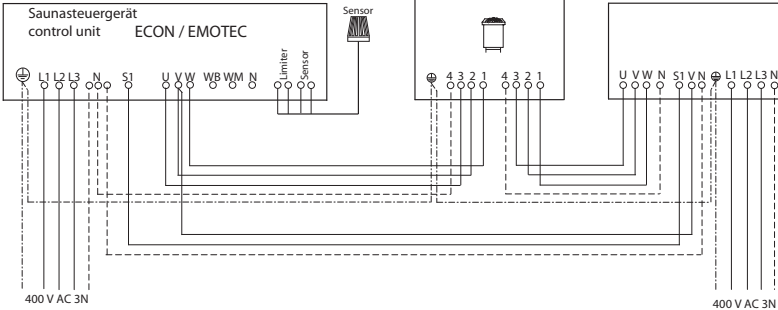 Saunasteuergerät
control unit ECON / EMOTEC
Sensor
Limiter
Sensor
L1 L2 L3 N S1 U V W WB WM N
4 3 2 1 4 3 2 1
U V W N S1 V N L1 L2 L3 N
400 V AC 3N
400 V AC 3N